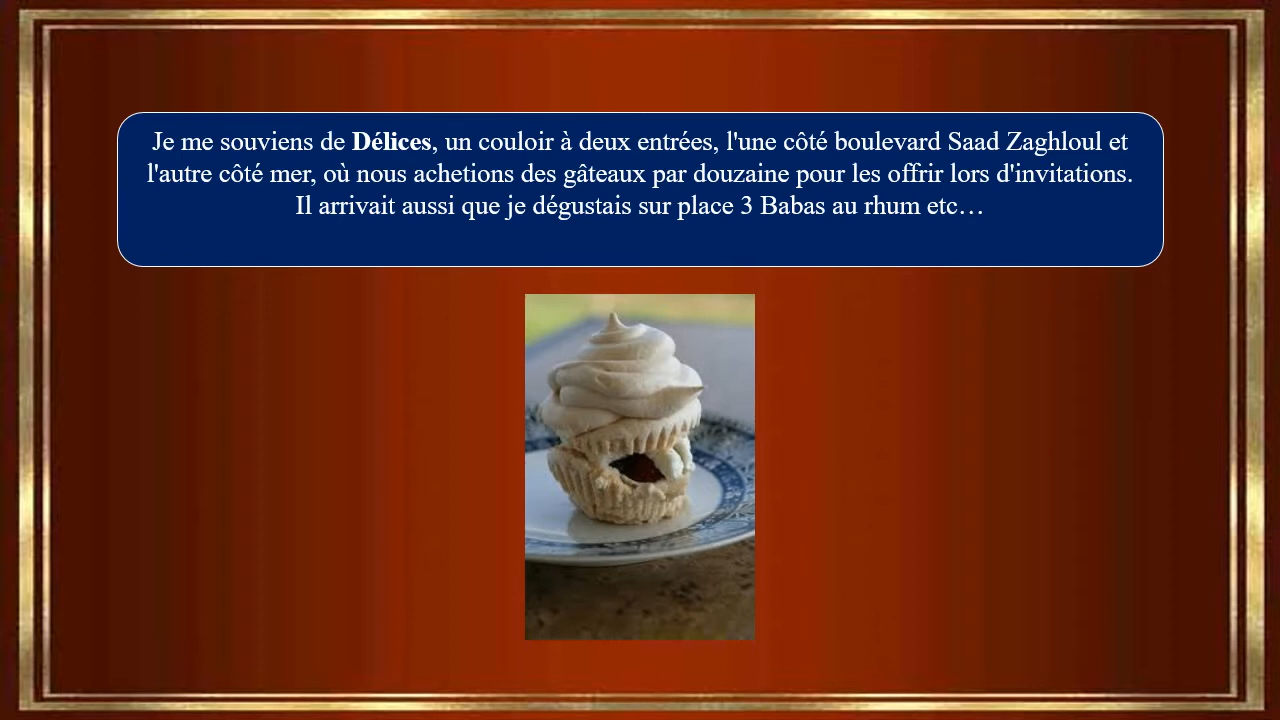 Je me souviens de Délices, un couloir à deux entrées, l'une côté boulevard Saad Zaghloul et
l'autre côté mer, où nous achetions des gâteaux par douzaine pour les offrir lors d'invitations.
Il arrivait aussi que je dégustais sur place 3 Babas au rhum etc…